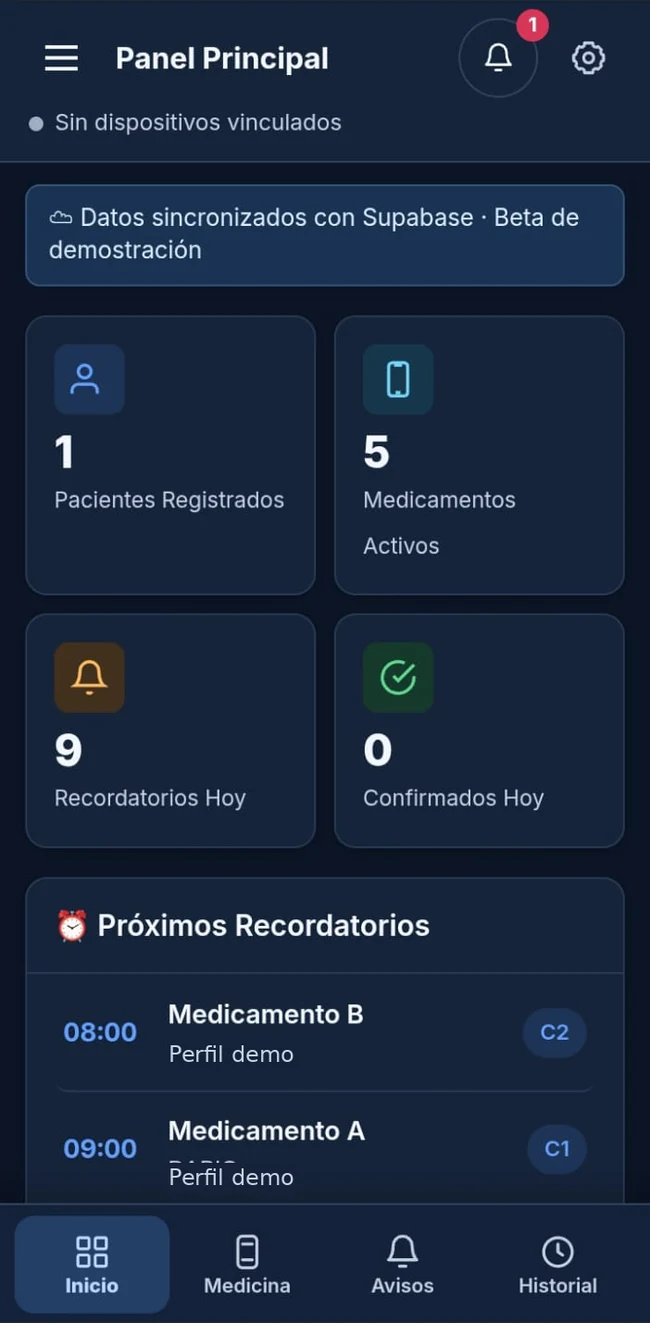 Panel Principal
1
Sin dispositivos vinculados
Datos sincronizados con Supabase · Beta de
demostración
1
Pacientes Registrados
5
Medicamentos
Activos
9
Recordatorios Hoy
0
Confirmados Hoy
Próximos Recordatorios
08:00
Medicamento B
Perfil demo
C2
09:00
Medicamento A
Perfil demo
C1
Inicio
Medicina
Avisos
Historial